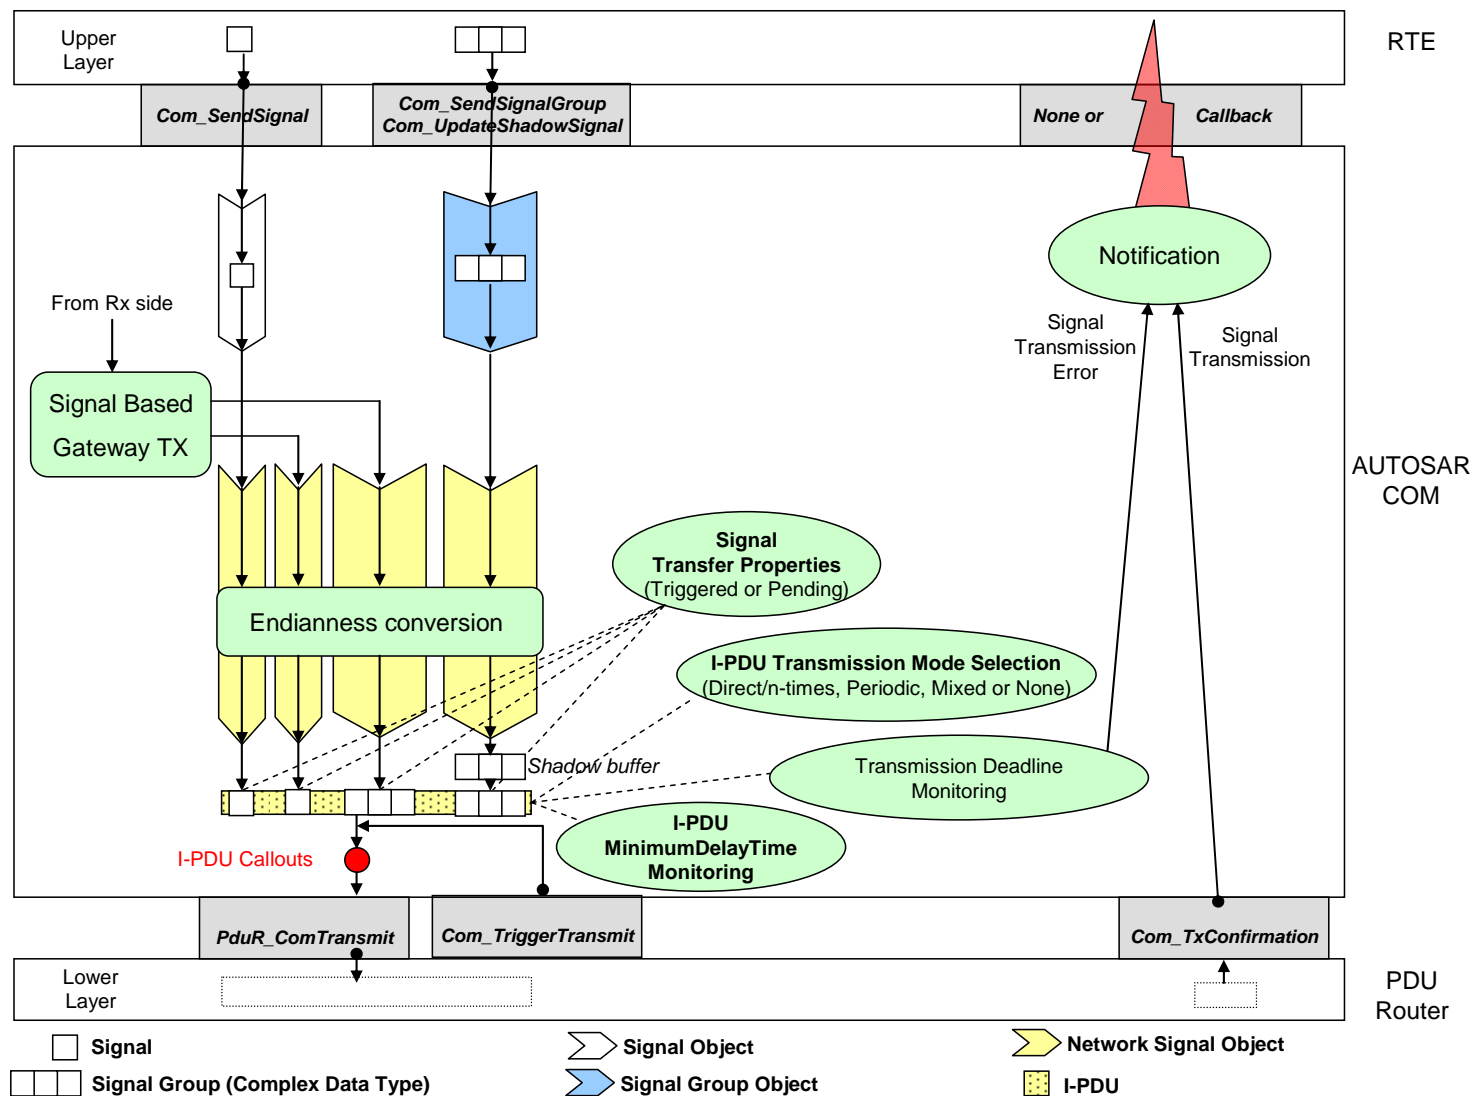 Upper
Layer
RTE
Com_SendSignal
Com_SendSignalGroup
Com_UpdateShadowSignal
None or
Callback
Notification
From Rx side
Signal
Transmission
Error
Signal
Transmission
Signal Based
Gateway TX
AUTOSAR
COM
Signal
Transfer Properties
(Triggered or Pending)
Endianness conversion
I-PDU Transmission Mode Selection
(Direct/n-times, Periodic, Mixed or None)
Shadow buffer
Transmission Deadline
Monitoring
I-PDU
MinimumDelayTime
Monitoring
I-PDU Callouts
PduR_ComTransmit
Com_TriggerTransmit
Com_TxConfirmation
Lower
Layer
PDU
Router
Signal
Signal Object
Network Signal Object
Signal Group (Complex Data Type)
Signal Group Object
I-PDU